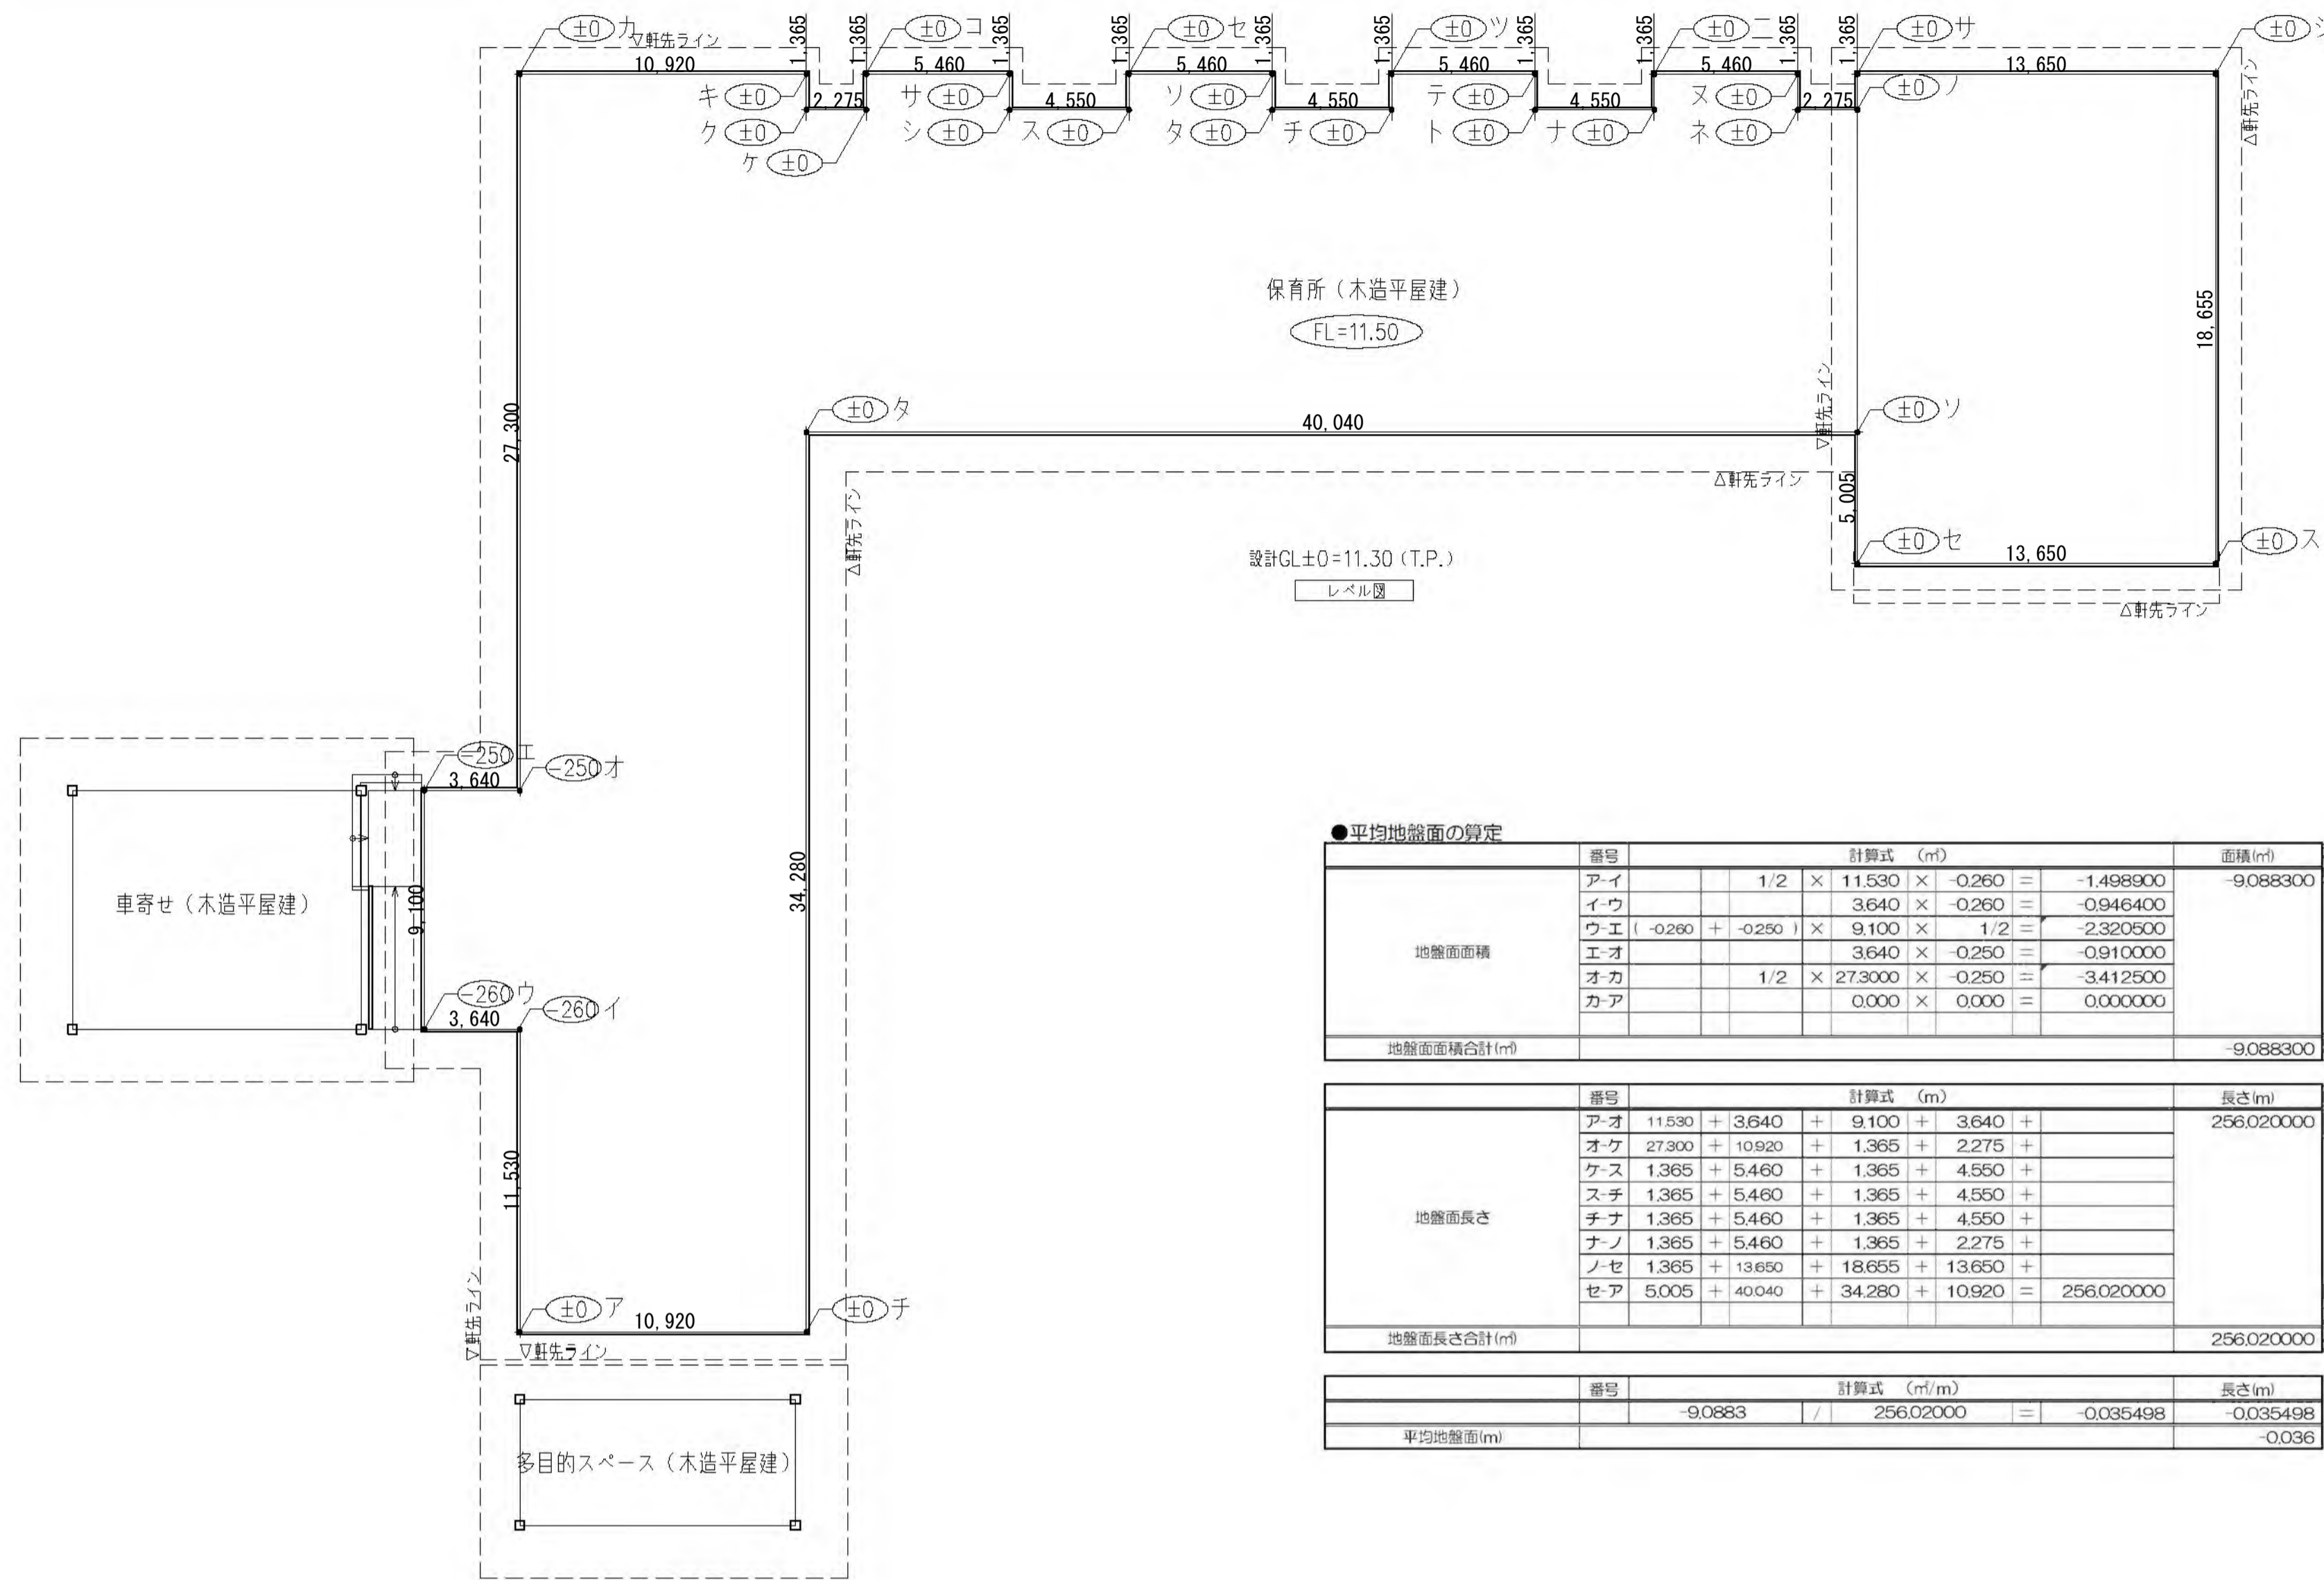 ±0 カ
▽軒先ライン
1,365
±0 コ
1,365
1,365
1,365
±0 セ
1,365
1,365
±0 ツ
1,365
1,365
±0 ニ
1,365
1,365
±0 サ
±0
10,920
5,460
5,460
5,460
5,460
13,650
キ ±0
2,275
サ ±0
4,550
ソ ±0
4,550
テ ±0
4,550
ヌ ±0
2,275
±0 ノ
ク ±0
シ ±0
ス ±0
タ ±0
チ ±0
ト ±0
ナ ±0
ネ ±0
ケ ±0
△軒先ライン
保育所（木造平屋建）
FL=11.50
18,655
27,300
±0 タ
40,040
▽軒先ライン
±0 ソ
△軒先ライン
△軒先ライン
5,005
設計GL±0=11.30（T.P.）
レベル図
±0 セ
13,650
±0 ス
△軒先ライン
-250 エ
-250 オ
3,640
車寄せ（木造平屋建）
9,100
34,280
-260 ウ
-260 イ
3,640
11,530
▽軒先ライン
±0 ア
10,920
±0 チ
▽軒先ライン
多目的スペース（木造平屋建）
●平均地盤面の算定
番号 計算式 （㎡） 面積(㎡)
ア-イ 1/2 × 11.530 × -0.260 = -1.498900 -9.088300
イ-ウ 3.640 × -0.260 = -0.946400
ウ-エ ( -0.260 + -0.250 ) × 9.100 × 1/2 = -2.320500
地盤面面積 エ-オ 3.640 × -0.250 = -0.910000
オ-カ 1/2 × 27.3000 × -0.250 = -3.412500
カ-ア 0.000 × 0.000 = 0.000000
地盤面面積合計(㎡) -9.088300
番号 計算式 （m） 長さ(m)
ア-オ 11.530 + 3.640 + 9.100 + 3.640 + 256.020000
オ-ケ 27.300 + 10.920 + 1.365 + 2.275 +
ケ-ス 1.365 + 5.460 + 1.365 + 4.550 +
ス-チ 1.365 + 5.460 + 1.365 + 4.550 +
地盤面長さ チ-ナ 1.365 + 5.460 + 1.365 + 4.550 +
ナ-ノ 1.365 + 5.460 + 1.365 + 2.275 +
ノ-セ 1.365 + 13.650 + 18.655 + 13.650 +
セ-ア 5.005 + 40.040 + 34.280 + 10.920 = 256.020000
地盤面長さ合計(㎡) 256.020000
番号 計算式 （㎡/m） 長さ(m)
-9.0883 / 256.02000 = -0.035498 -0.035498
平均地盤面(m) -0.036